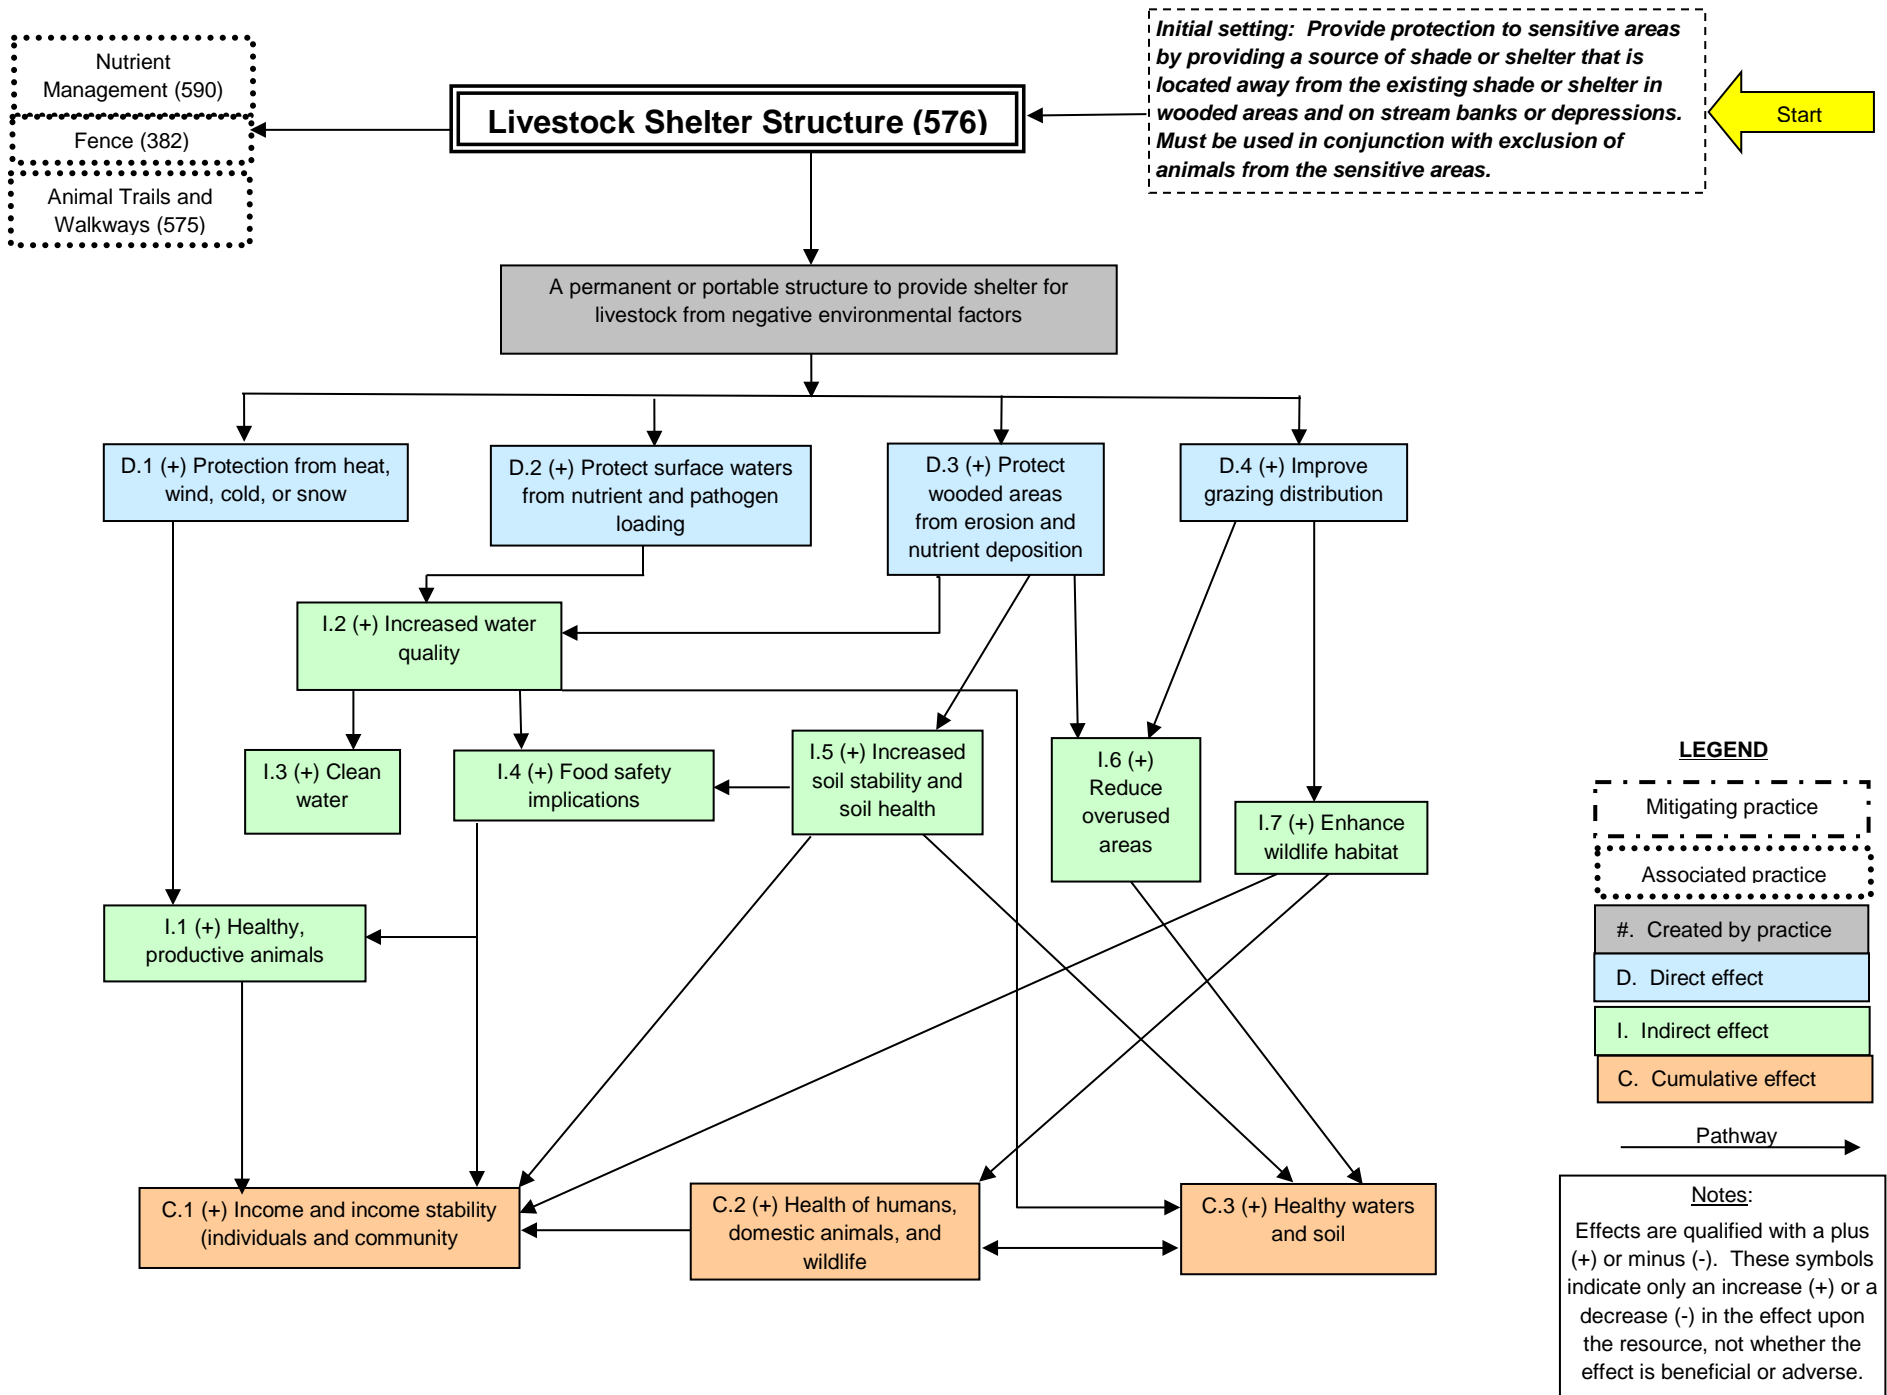 Nutrient
Management (590)
Fence (382)
Animal Trails and
Walkways (575)
Livestock Shelter Structure (576)
Initial setting:  Provide protection to sensitive areas
by providing a source of shade or shelter that is
located away from the existing shade or shelter in
wooded areas and on stream banks or depressions.
Must be used in conjunction with exclusion of
animals from the sensitive areas.
Start
A permanent or portable structure to provide shelter for
livestock from negative environmental factors
D.1 (+) Protection from heat,
wind, cold, or snow
D.2 (+) Protect surface waters
from nutrient and pathogen
loading
D.3 (+) Protect
wooded areas
from erosion and
nutrient deposition
D.4 (+) Improve
grazing distribution
I.2 (+) Increased water
quality
I.3 (+) Clean
water
I.4 (+) Food safety
implications
I.5 (+) Increased
soil stability and
soil health
I.6 (+)
Reduce
overused
areas
I.7 (+) Enhance
wildlife habitat
I.1 (+) Healthy,
productive animals
C.1 (+) Income and income stability
(individuals and community
C.2 (+) Health of humans,
domestic animals, and
wildlife
C.3 (+) Healthy waters
and soil
LEGEND
Mitigating practice
Associated practice
#.  Created by practice
D.  Direct effect
I.  Indirect effect
C.  Cumulative effect
Pathway
Notes:
Effects are qualified with a plus
(+) or minus (-).  These symbols
indicate only an increase (+) or a
decrease (-) in the effect upon
the resource, not whether the
effect is beneficial or adverse.